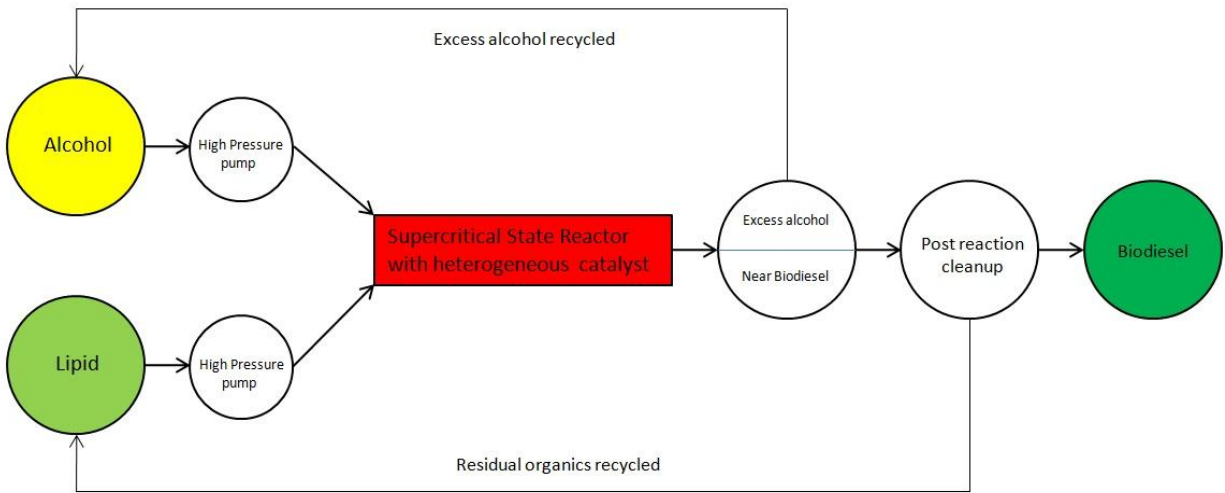 Excess alcohol recycled
Alcohol
High Pressure
pump
Supercritical State Reactor
with heterogeneous catalyst
Excess alcohol
Near Biodiesel
Post reaction
cleanup
Biodiesel
Lipid
High Pressure
pump
Residual organics recycled